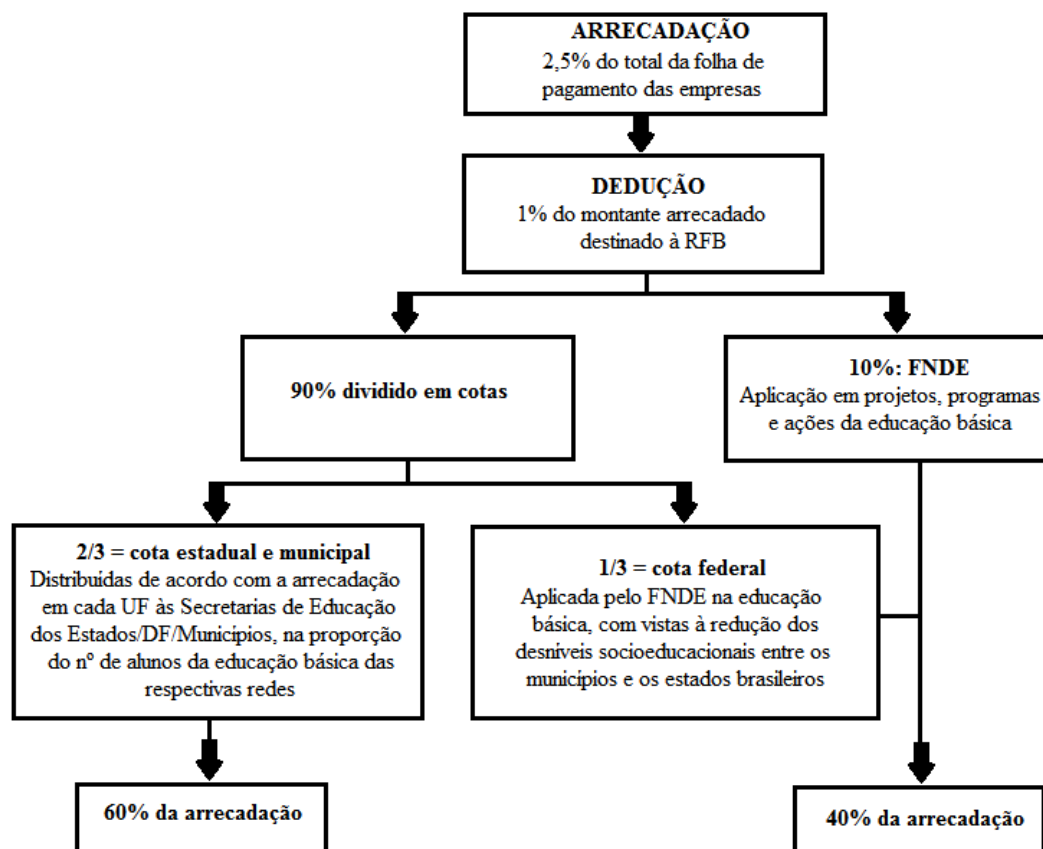 ARRECADAÇÃO
2,5% do total da folha de
pagamento das empresas
DEDUÇÃO
1% do montante arrecadado
destinado à RFB
90% dividido em cotas
10%: FNDE
Aplicação em projetos, programas
e ações da educação básica
2/3 = cota estadual e municipal
Distribuídas de acordo com a arrecadação
em cada UF às Secretarias de Educação
dos Estados/DF/Municípios, na proporção
do nº de alunos da educação básica das
respectivas redes
1/3 = cota federal
Aplicada pelo FNDE na educação
básica, com vistas à redução dos
desníveis socioeducacionais entre os
municípios e os estados brasileiros
60% da arrecadação
40% da arrecadação